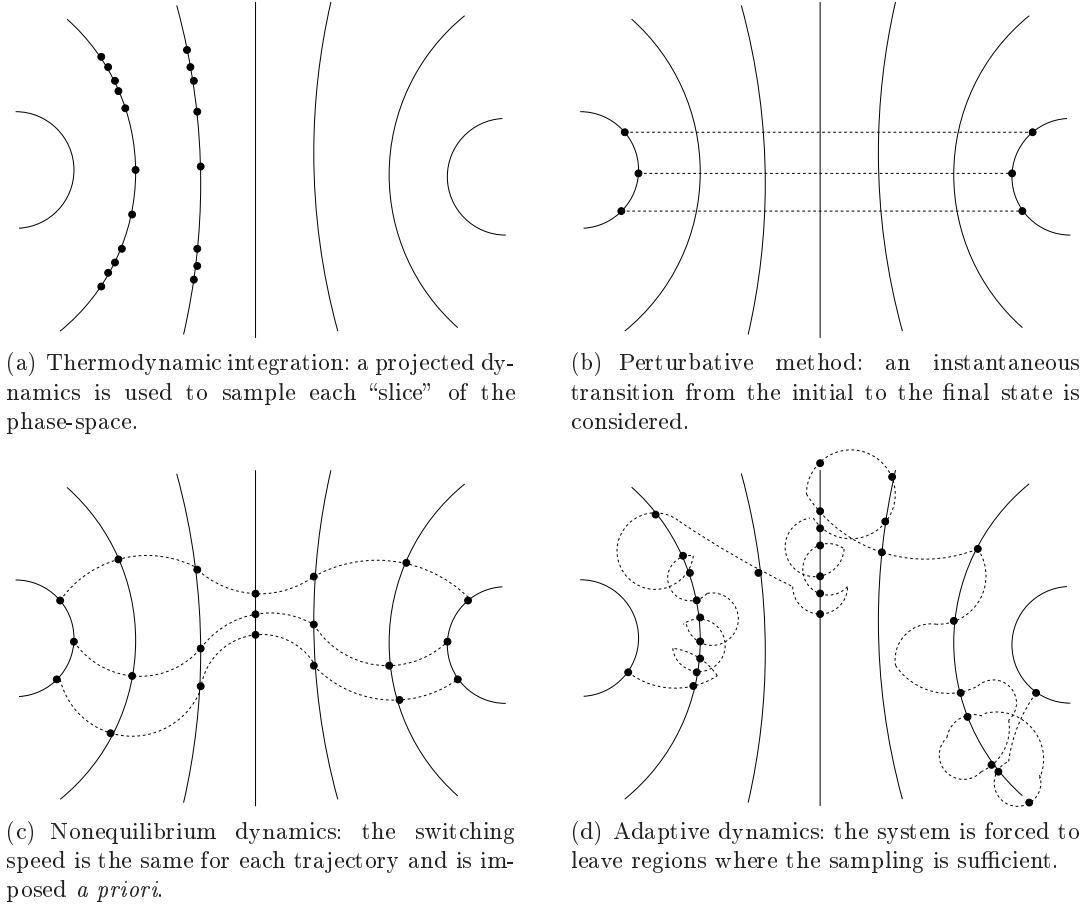 (a) Thermodynamic integration: a projected dy-
namics is used to sample each “slice” of the
phase-space.
(b) Perturbative method: an instantaneous
transition from the initial to the final state is
considered.
(c) Nonequilibrium dynamics: the switching
speed is the same for each trajectory and is im-
posed a priori.
(d) Adaptive dynamics: the system is forced to
leave regions where the sampling is sufficient.